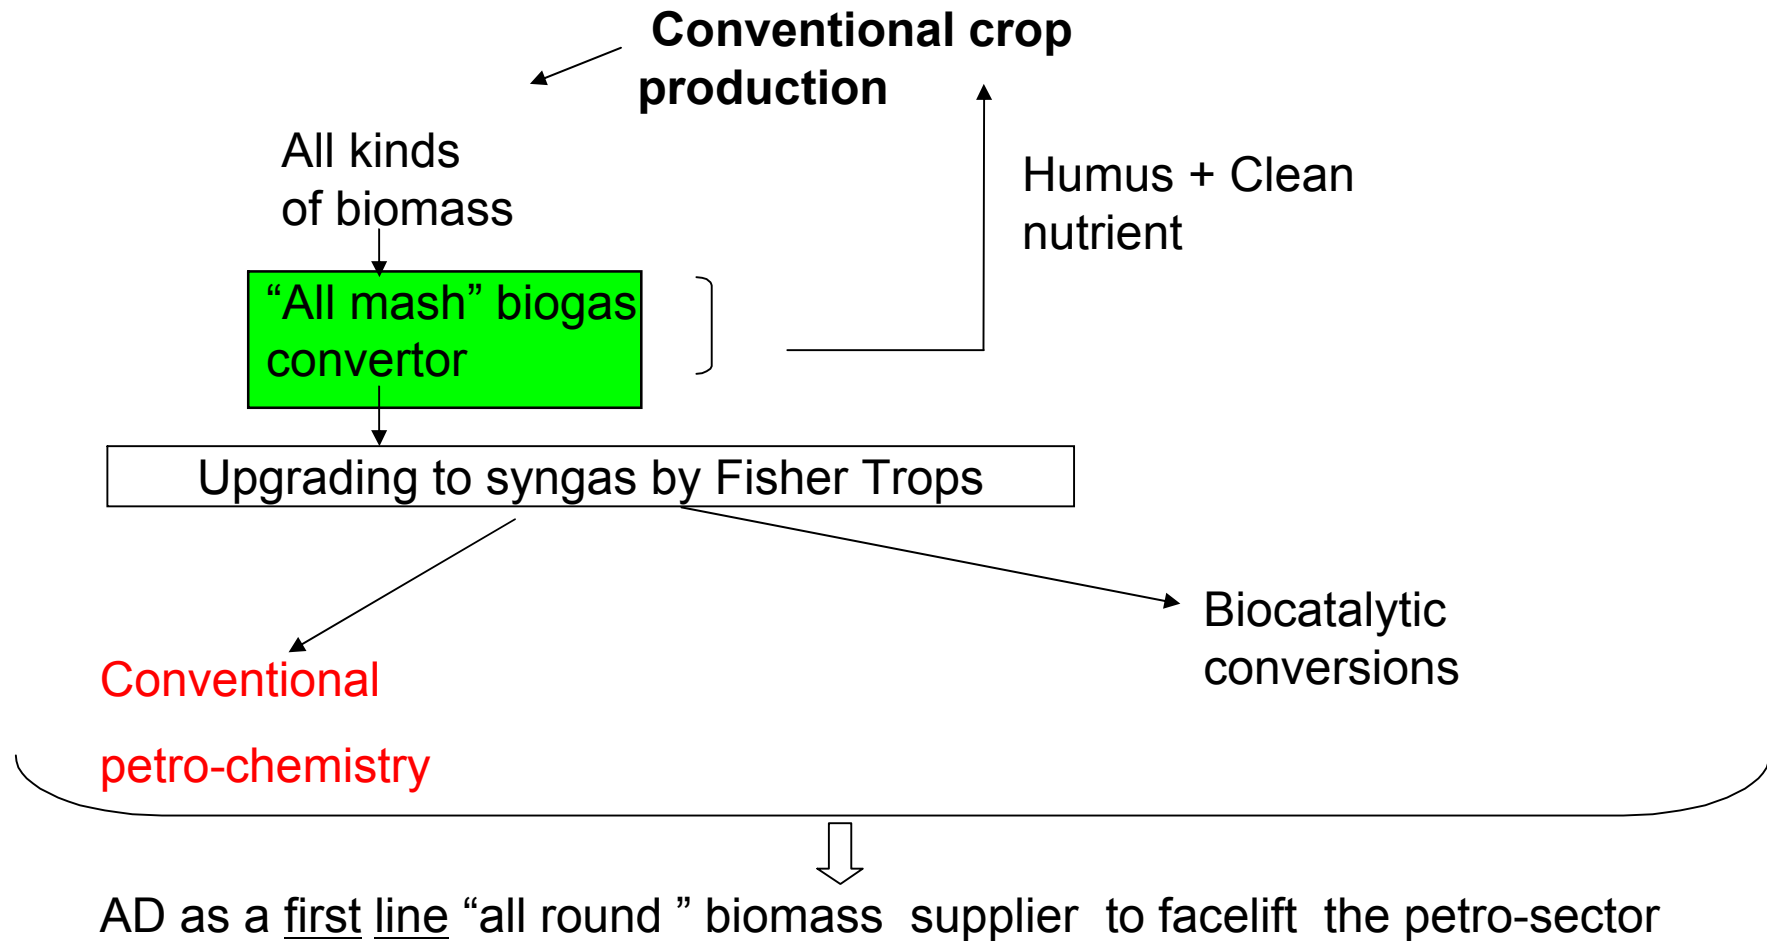 Conventional crop
production
All kinds
of biomass
Humus + Clean
nutrient
“All mash” biogas
convertor
Upgrading to syngas by Fisher Trops
Biocatalytic
conversions
Conventional
petro-chemistry
AD as a first line “all round ” biomass supplier to facelift the petro-sector